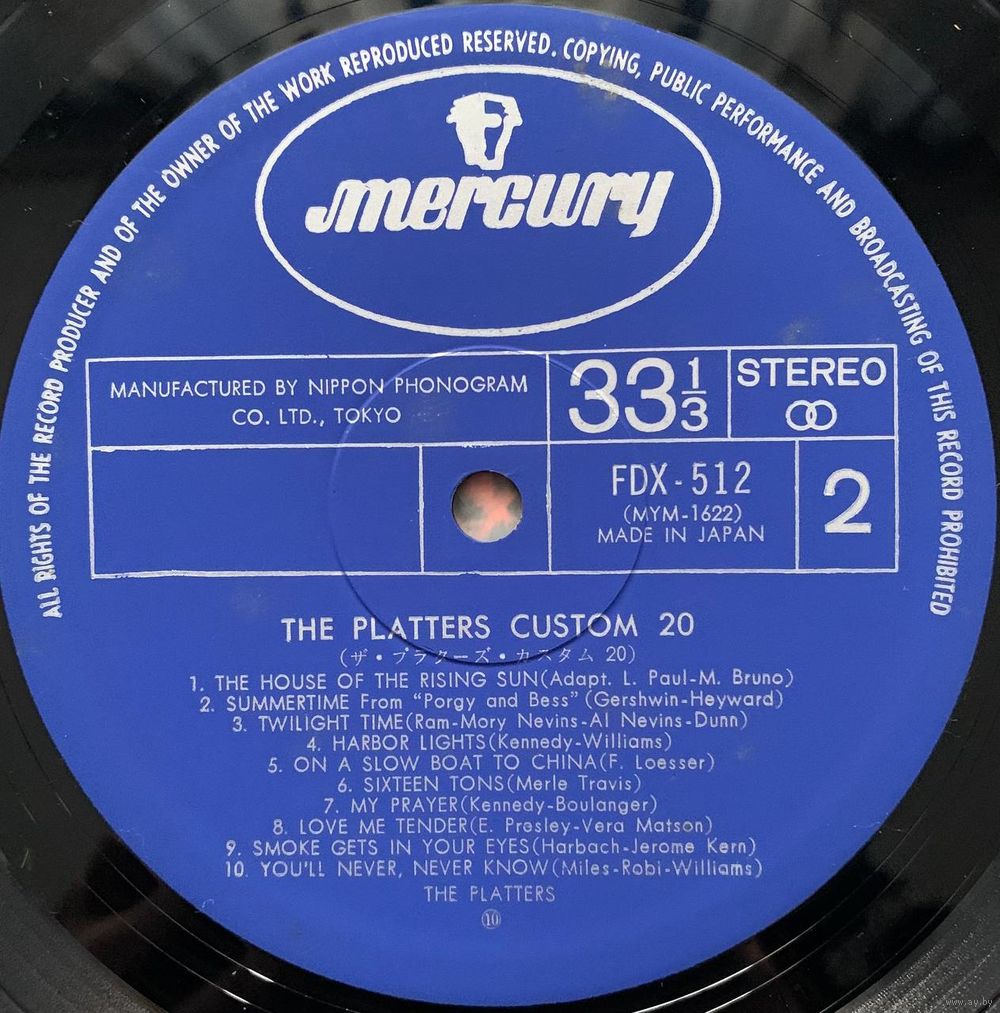 ALL RIGHTS OF THE RECORD PRODUCER AND OF THE OWNER OF THE WORK REPRODUCED RESERVED. COPYING, PUBLIC PERFORMANCE AND BROADCASTING OF THIS RECORD PROHIBITED
mercury
MANUFACTURED BY NIPPON PHONOGRAM
CO. LTD., TOKYO
33 1/3
STEREO
FDX-512
(MYM-1622)
MADE IN JAPAN
2
THE PLATTERS CUSTOM 20
(ザ・プラターズ・カスタム 20)
1. THE HOUSE OF THE RISING SUN(Adapt. L. Paul-M. Bruno)
2. SUMMERTIME From "Porgy and Bess" (Gershwin-Heyward)
3. TWILIGHT TIME(Ram-Mory Nevins-Al Nevins-Dunn)
4. HARBOR LIGHTS(Kennedy-Williams)
5. ON A SLOW BOAT TO CHINA(F. Loesser)
6. SIXTEEN TONS(Merle Travis)
7. MY PRAYER(Kennedy-Boulanger)
8. LOVE ME TENDER(E. Presley-Vera Matson)
9. SMOKE GETS IN YOUR EYES(Harbach-Jerome Kern)
10. YOU'LL NEVER, NEVER KNOW(Miles-Robi-Williams)
THE PLATTERS
⑩
www.ay.by